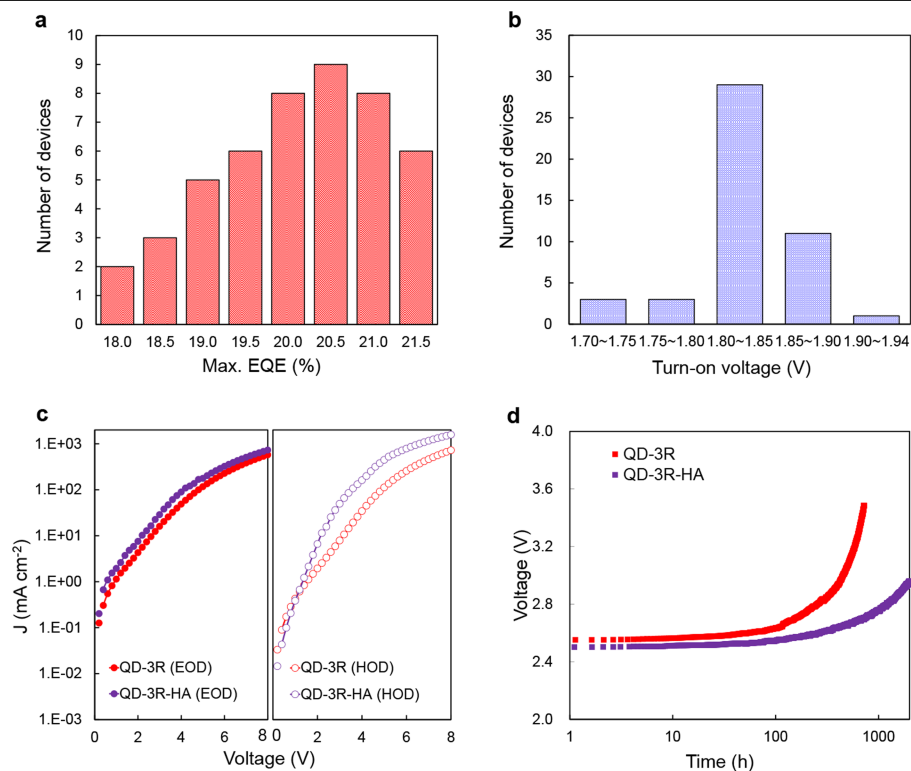 a
10
9
8
7
6
5
4
3
2
1
0
Number of devices
18.0 18.5 19.0 19.5 20.0 20.5 21.0 21.5
Max. EQE (%)
b
35
30
25
20
15
10
5
0
Number of devices
1.70~1.75 1.75~1.80 1.80~1.85 1.85~1.90 1.90~1.94
Turn-on voltage (V)
c
1.E+03
1.E+02
1.E+01
1.E+00
1.E-01
1.E-02
1.E-03
J (mA cm-2)
QD-3R (EOD)
QD-3R-HA (EOD)
QD-3R (HOD)
QD-3R-HA (HOD)
0 2 4 6 8 0 2 4 6 8
Voltage (V)
d
4.0
3.6
3.2
2.8
2.4
2.0
Voltage (V)
QD-3R
QD-3R-HA
1 10 100 1000
Time (h)